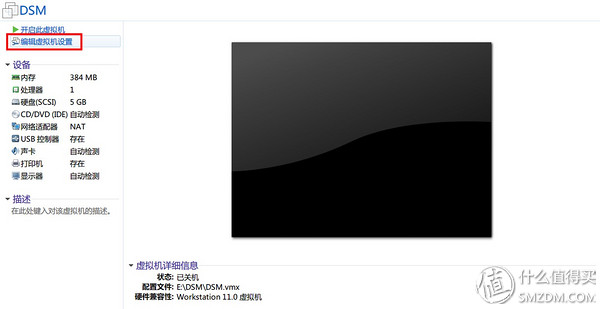 DSM
开启此虚拟机
编辑虚拟机设置
设备
内存 384 MB
处理器 1
硬盘(SCSI) 5 GB
CD/DVD (IDE) 自动检测
网络适配器 NAT
USB 控制器 存在
声卡 自动检测
打印机 存在
显示器 自动检测
描述
在此处键入对该虚拟机的描述。
虚拟机详细信息
状态: 已关机
配置文件: E:\DSM\DSM.vmx
硬件兼容性: Workstation 11.0 虚拟机
值 什么值得买
SMZDM.COM